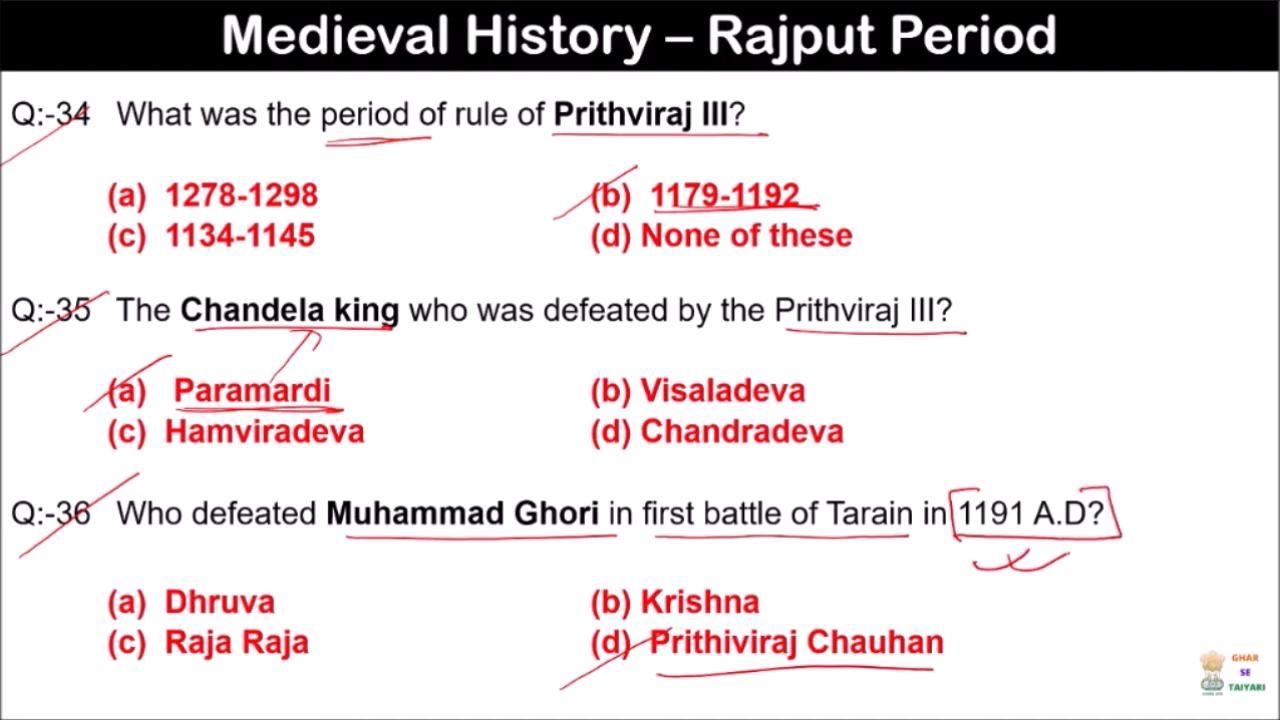 Medieval History – Rajput Period
Q:-34 What was the period of rule of Prithviraj III?
(a) 1278-1298 (b) 1179-1192
(c) 1134-1145 (d) None of these
Q:-35 The Chandela king who was defeated by the Prithviraj III?
(a) Paramardi (b) Visaladeva
(c) Hamviradeva (d) Chandradeva
Q:-36 Who defeated Muhammad Ghori in first battle of Tarain in 1191 A.D?
(a) Dhruva (b) Krishna
(c) Raja Raja (d) Prithiviraj Chauhan
GHAR
SE
TAIYARI